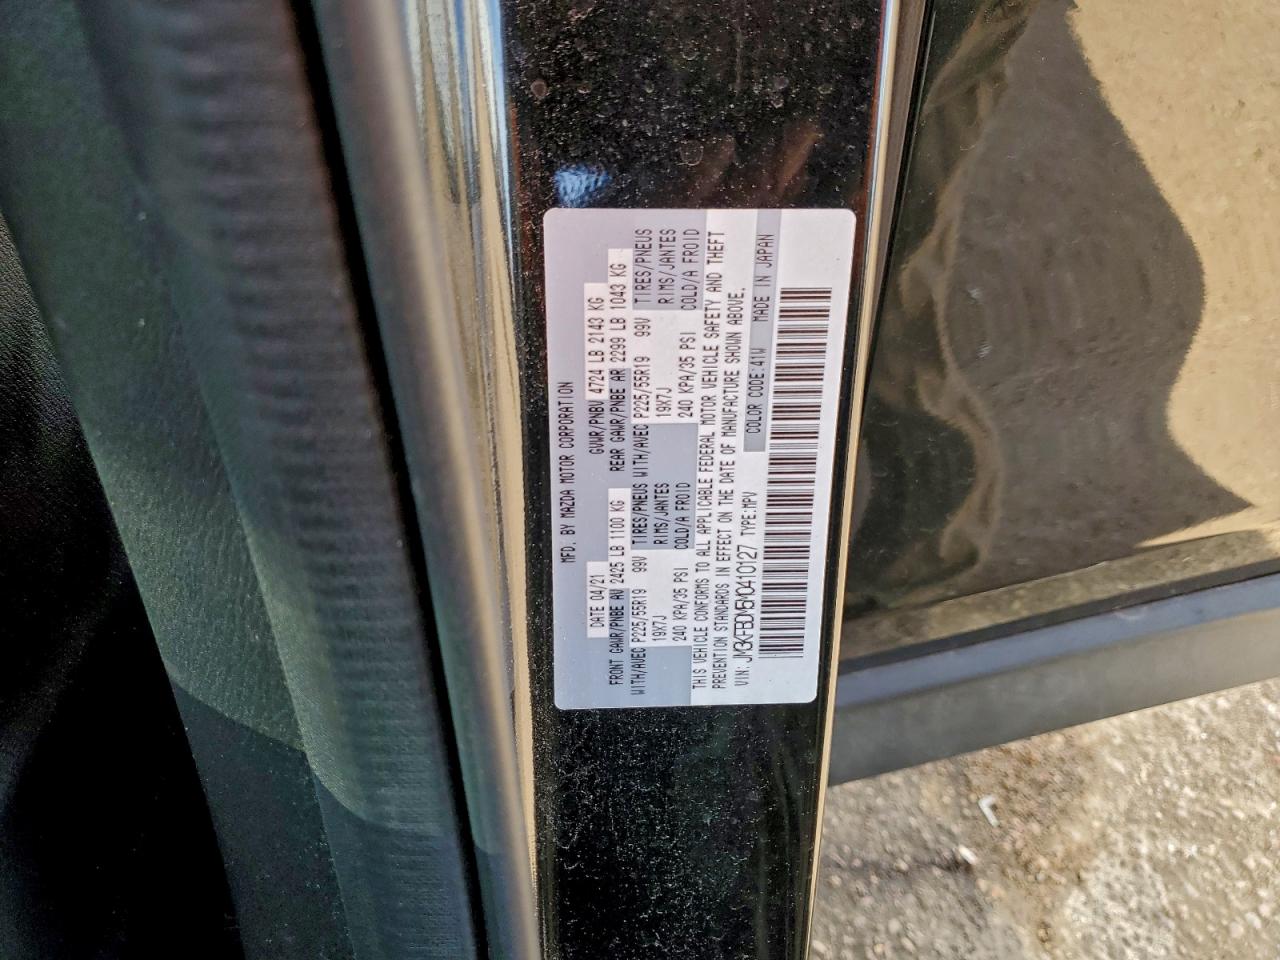 MFD. BY MAZDA MOTOR CORPORATION
DATE 04/21 GVWR/PNBV 4724 LB 2143 KG
FRONT GAWR/PNBE AV 2425 LB 1100 KG REAR GAWR/PNBE AR 2299 LB 1043 KG
WITH/AVEC P225/55R19 99V TIRES/PNEUS WITH/AVEC P225/55R19 99V TIRES/PNEUS
19X7J RIMS/JANTES 19X7J RIMS/JANTES
240 KPA/35 PSI COLD/A FROID 240 KPA/35 PSI COLD/A FROID
THIS VEHICLE CONFORMS TO ALL APPLICABLE FEDERAL MOTOR VEHICLE SAFETY AND THEFT
PREVENTION STANDARDS IN EFFECT ON THE DATE OF MANUFACTURE SHOWN ABOVE.
VIN: JM3KFBDM5M0410127 TYPE:MPV COLOR CODE:41W MADE IN JAPAN